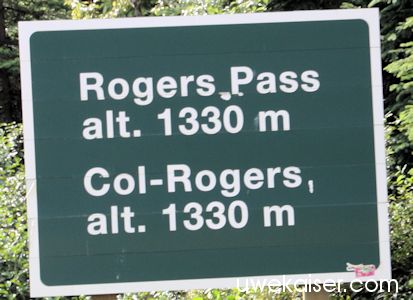 Rogers Pass
alt. 1330 m
Col-Rogers,
alt. 1330 m
uwekaiser.com